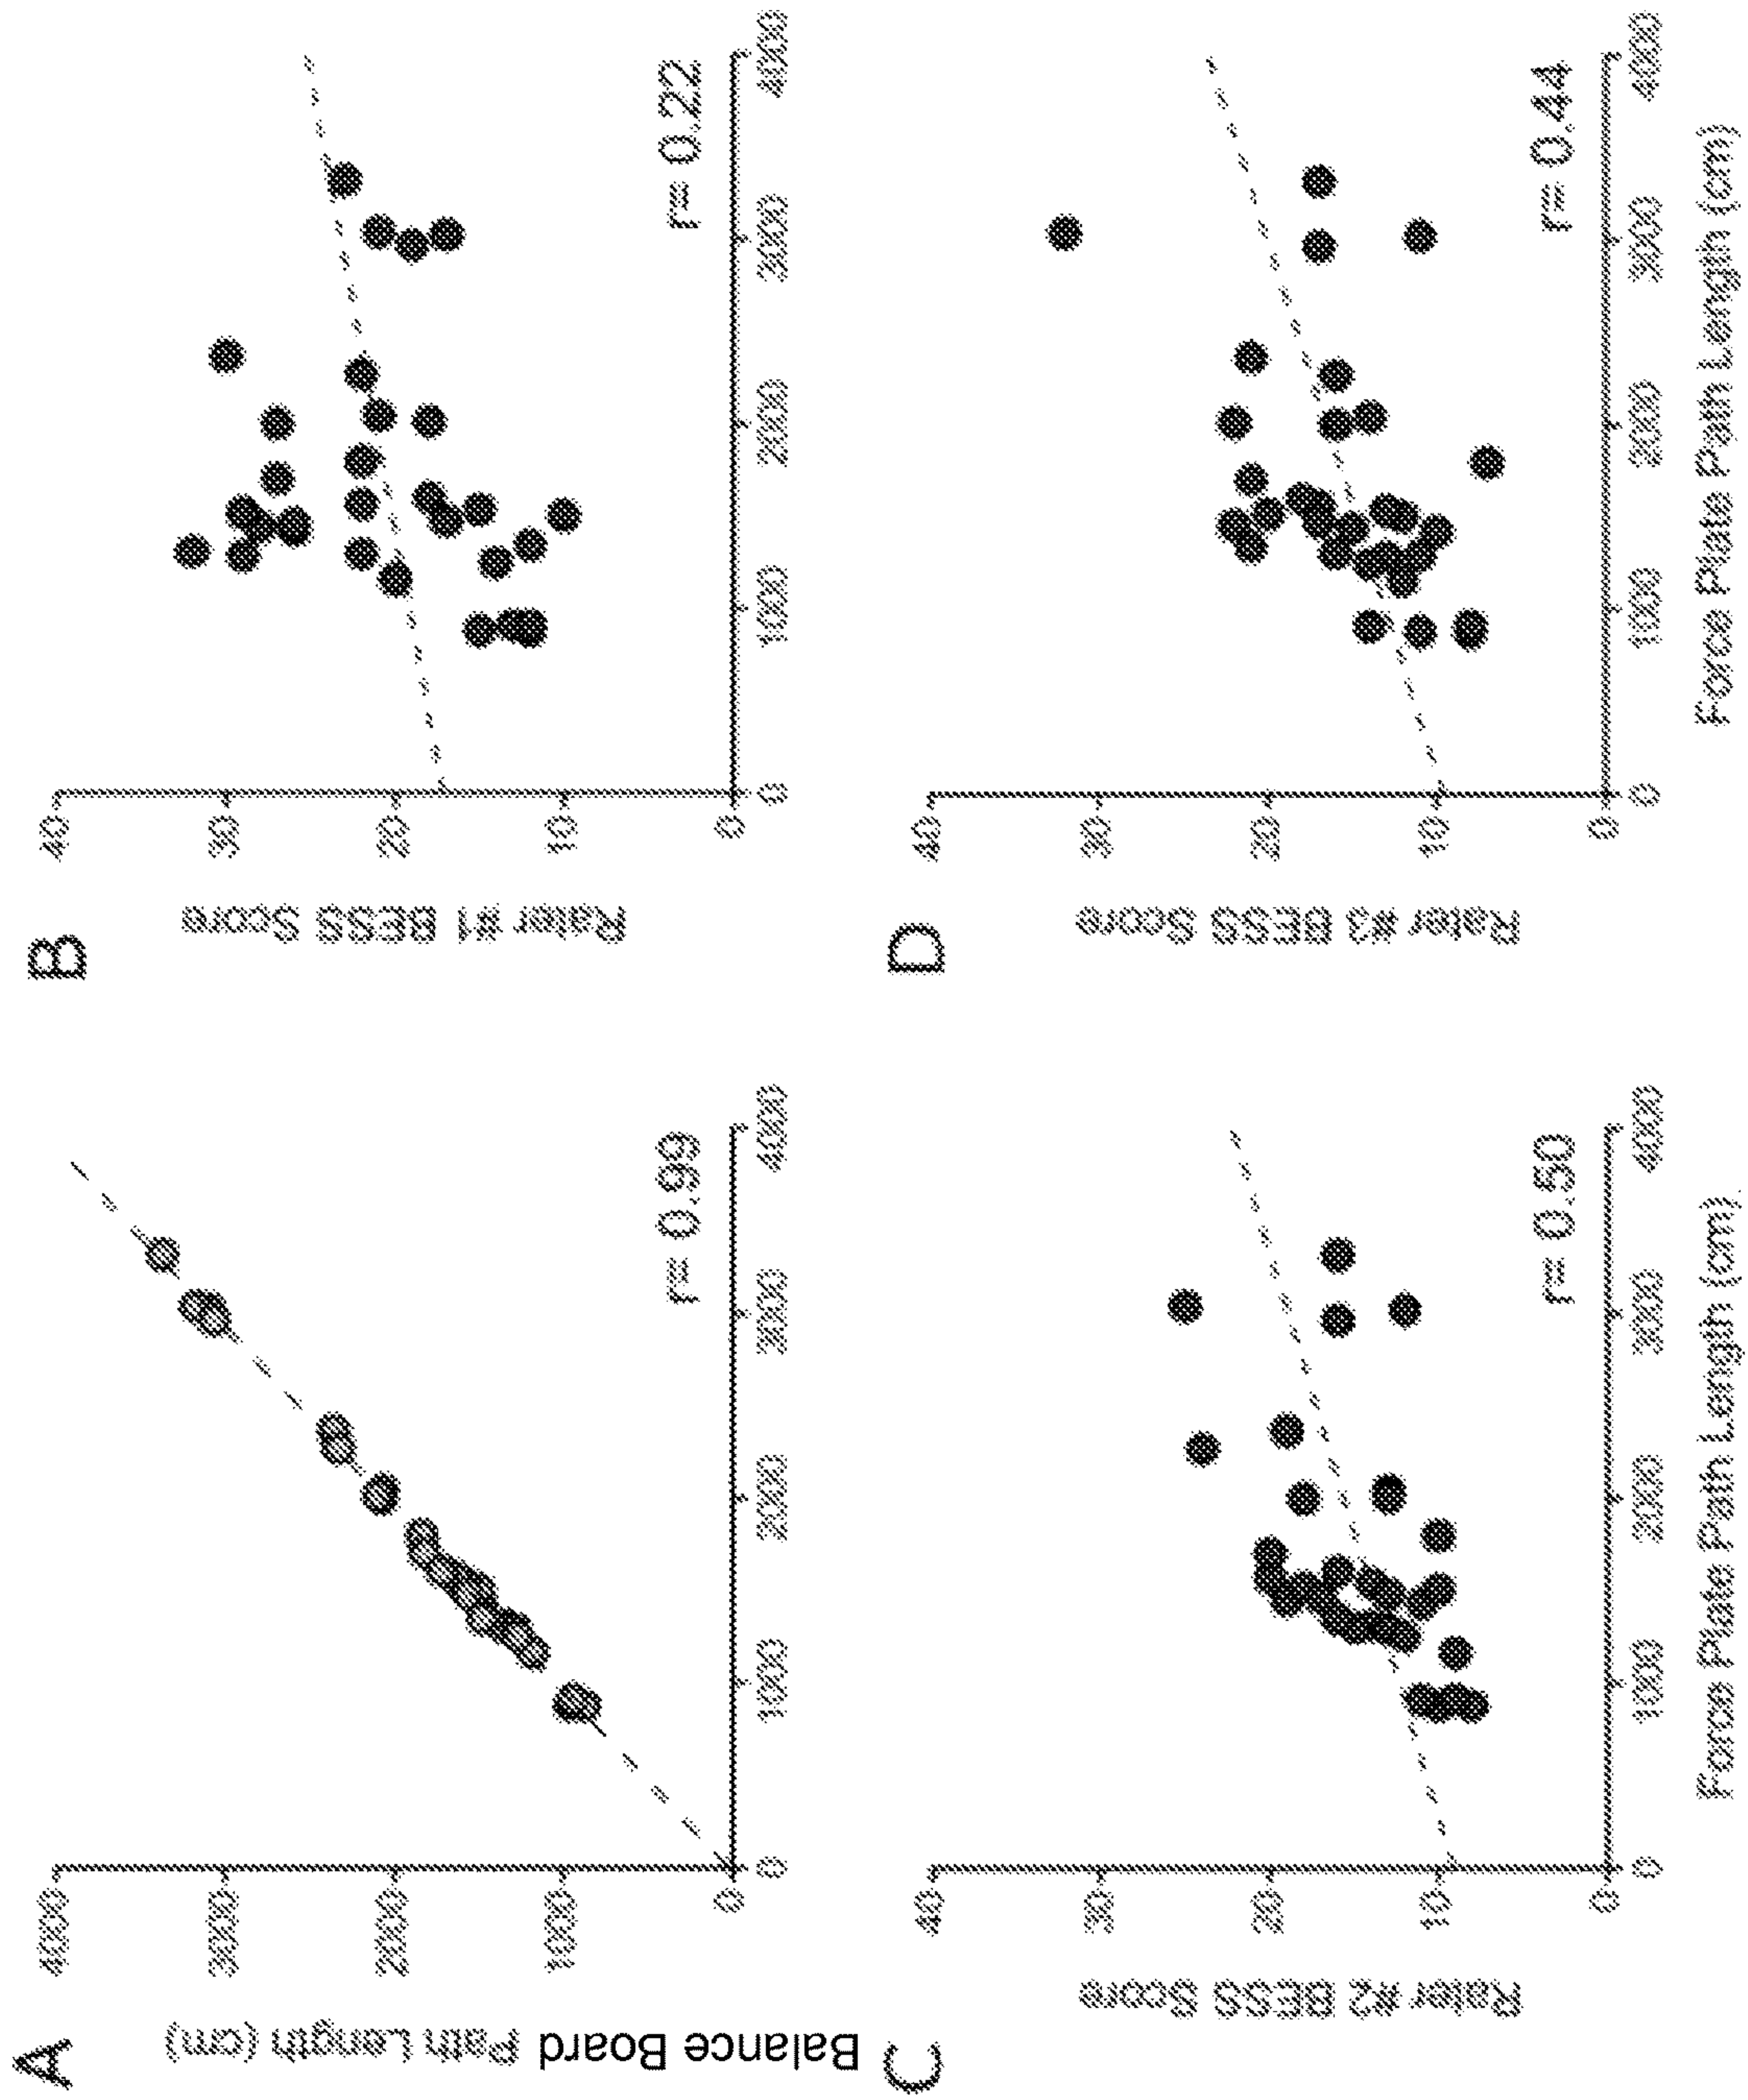 A
Balance Board
Path Length (cm)
4000
3000
2000
1000
0
0
1000
2000
3000
4000
r= 0.99
B
Rater #1 BESS Score
40
30
20
10
0
0
1000
2000
3000
4000
r= 0.22
C
Rater #2 BESS Score
40
30
20
10
0
0
1000
2000
3000
4000
r= 0.50
Force Plate Path Length (cm)
D
Rater #3 BESS Score
40
30
20
10
0
0
1000
2000
3000
4000
r= 0.44
Force Plate Path Length (cm)